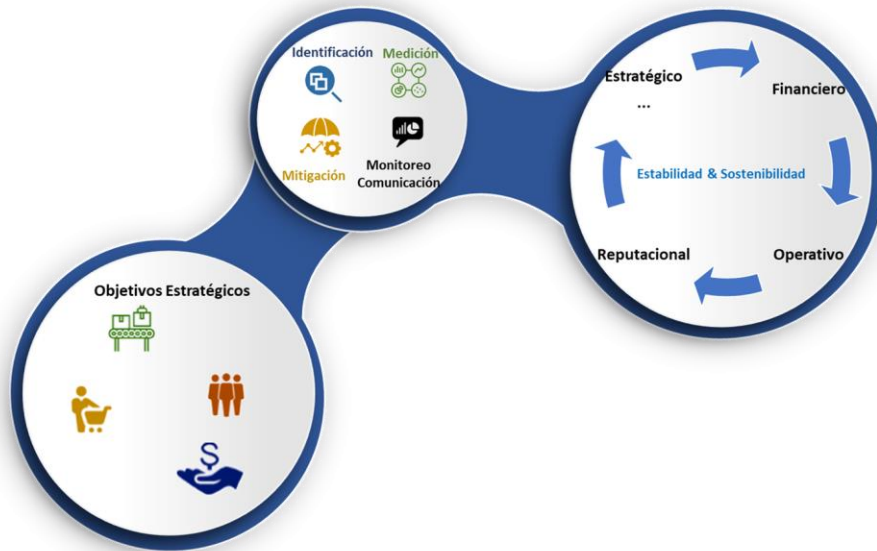 Identificación
Medición
Mitigación
Monitoreo
Comunicación
Estratégico
...
Financiero
Estabilidad & Sostenibilidad
Reputacional
Operativo
Objetivos Estratégicos
$